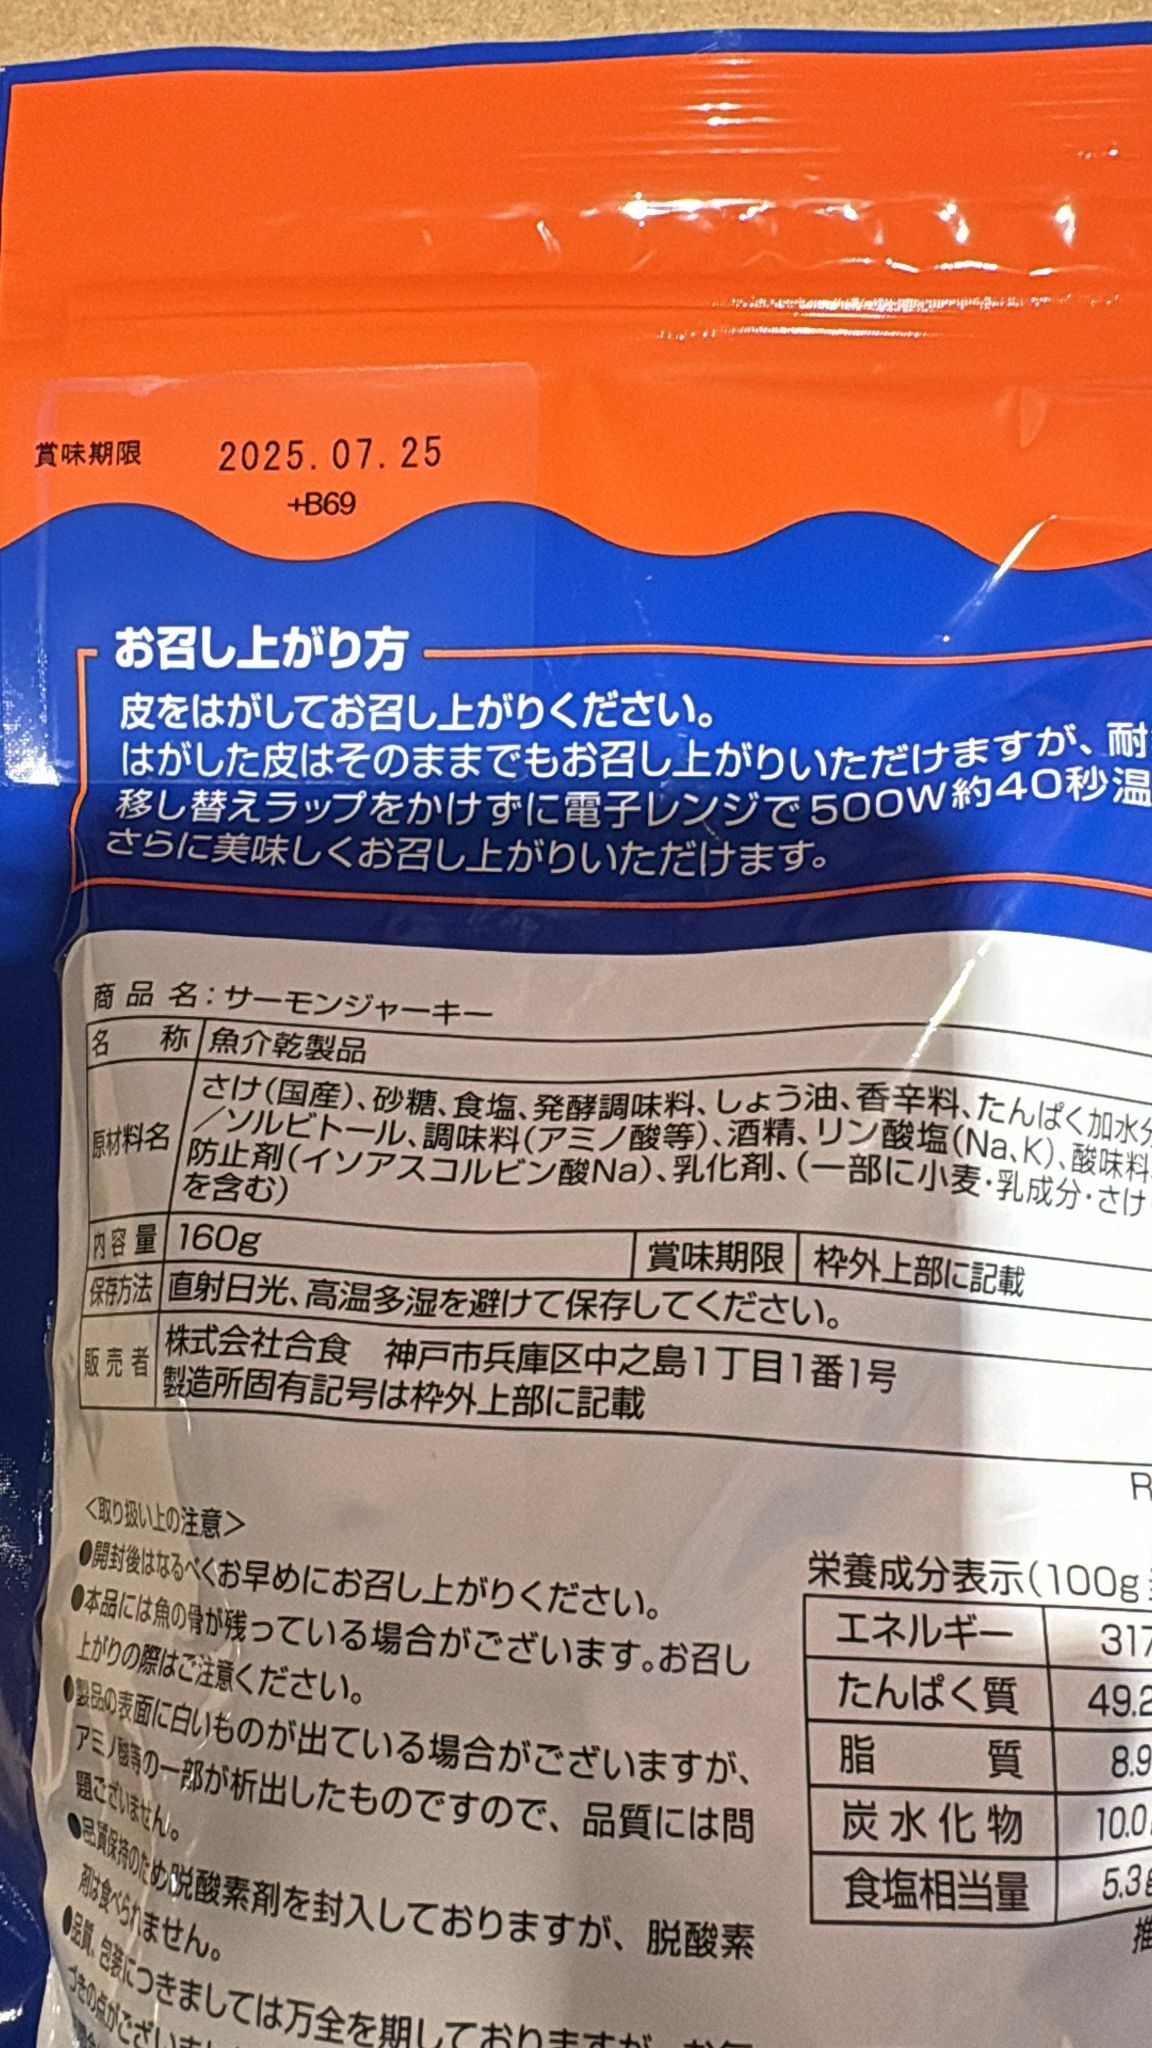 賞味期限 2025.07.25
+B69
お召し上がり方
皮をはがしてお召し上がりください。
はがした皮はそのままでもお召し上がりいただけますが、耐
移し替えラップをかけずに電子レンジで500W約40秒温
さらに美味しくお召し上がりいただけます。
商品名：サーモンジャーキー
名称 魚介乾製品
原材料名 さけ（国産）、砂糖、食塩、発酵調味料、しょう油、香辛料、たんぱく加水分
／ソルビトール、調味料（アミノ酸等）、酒精、リン酸塩（Na、K）、酸味料、
防止剤（イソアスコルビン酸Na）、乳化剤、（一部に小麦・乳成分・さけ・
を含む）
内容量 160g 賞味期限 枠外上部に記載
保存方法 直射日光、高温多湿を避けて保存してください。
販売者 株式会社合食 神戸市兵庫区中之島1丁目1番1号
製造所固有記号は枠外上部に記載
R
＜取り扱い上の注意＞
●開封後はなるべくお早めにお召し上がりください。
●本品には魚の骨が残っている場合がございます。お召し
上がりの際はご注意ください。
●製品の表面に白いものが出ている場合がございますが、
アミノ酸等の一部が析出したものですので、品質には問
題ございません。
●品質保持のため脱酸素剤を封入しておりますが、脱酸素
剤は食べられません。
●品質、包装につきましては万全を期しておりますが、お気
づきの点がございま
栄養成分表示（100g
エネルギー 317
たんぱく質 49.2
脂質 8.9
炭水化物 10.0
食塩相当量 5.3g
推